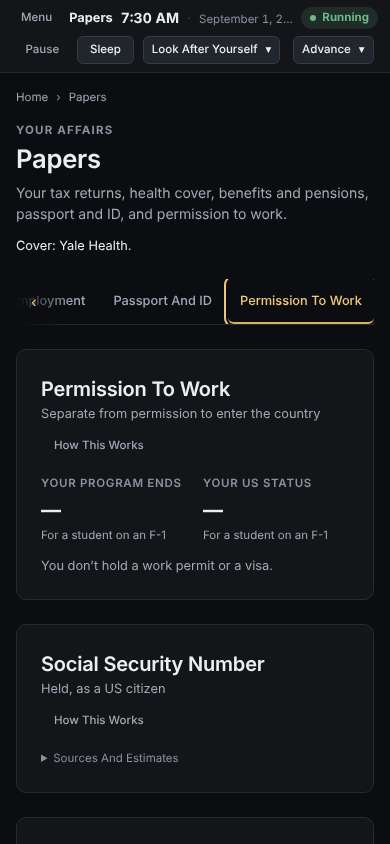 Menu Papers 7:30 AM · September 1, 2... Running
Pause Sleep Look After Yourself ▾ Advance ▾
Home › Papers
YOUR AFFAIRS
Papers
Your tax returns, health cover, benefits and pensions,
passport and ID, and permission to work.
Cover: Yale Health.
‹ Passport And ID Permission To Work
Permission To Work
Separate from permission to enter the country
How This Works
YOUR PROGRAM ENDS YOUR US STATUS
— —
For a student on an F-1 For a student on an F-1
You don't hold a work permit or a visa.
Social Security Number
Held, as a US citizen
How This Works
▶ Sources And Estimates